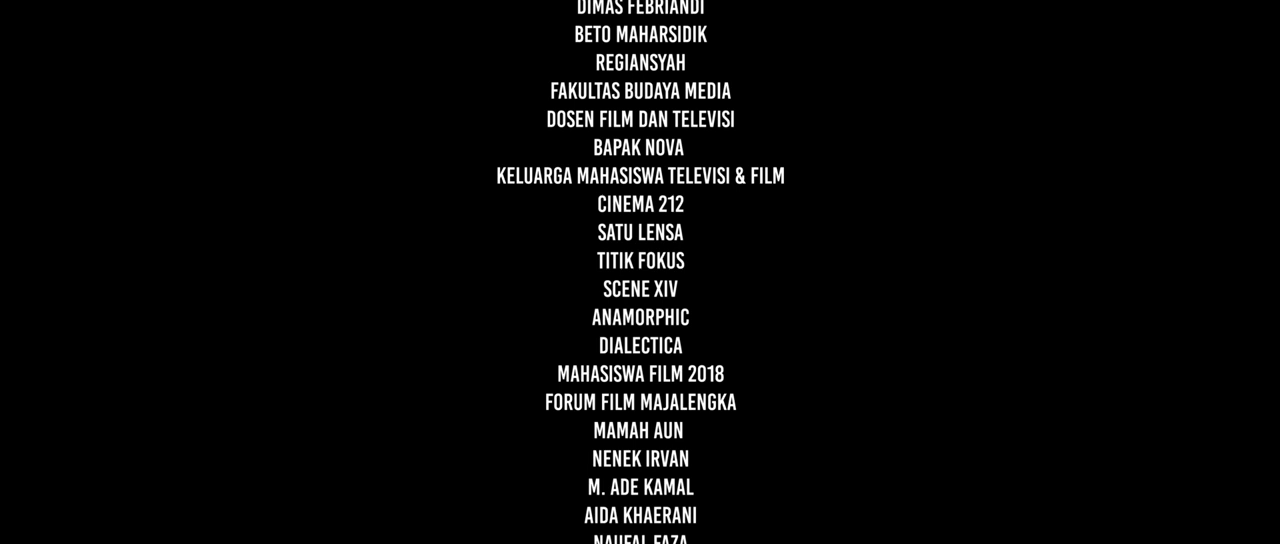 DIMAS FEBRIANDI
BETO MAHARSIDIK
REGIANSYAH
FAKULTAS BUDAYA MEDIA
DOSEN FILM DAN TELEVISI
BAPAK NOVA
KELUARGA MAHASISWA TELEVISI & FILM
CINEMA 212
SATU LENSA
TITIK FOKUS
SCENE XIV
ANAMORPHIC
DIALECTICA
MAHASISWA FILM 2018
FORUM FILM MAJALENGKA
MAMAH AUN
NENEK IRVAN
M. ADE KAMAL
AIDA KHAERANI
NAUFAL FAZA